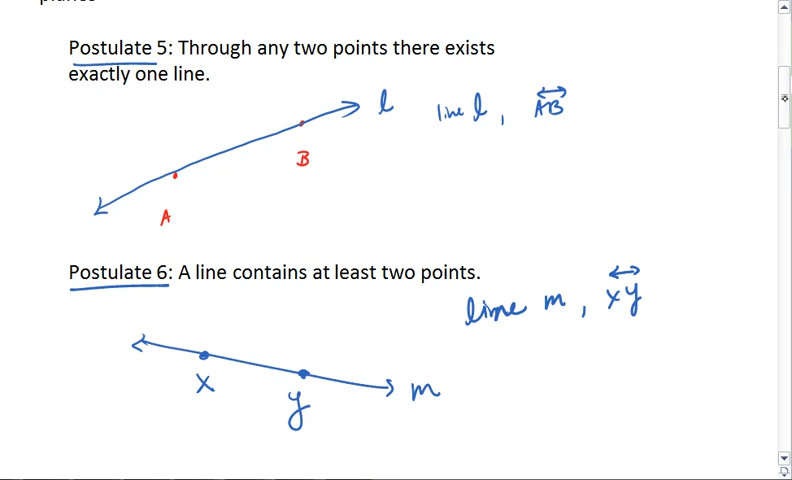 Postulate 5: Through any two points there exists
exactly one line.
l line l, AB
B
A
Postulate 6: A line contains at least two points.
line m, XY
X
y
m